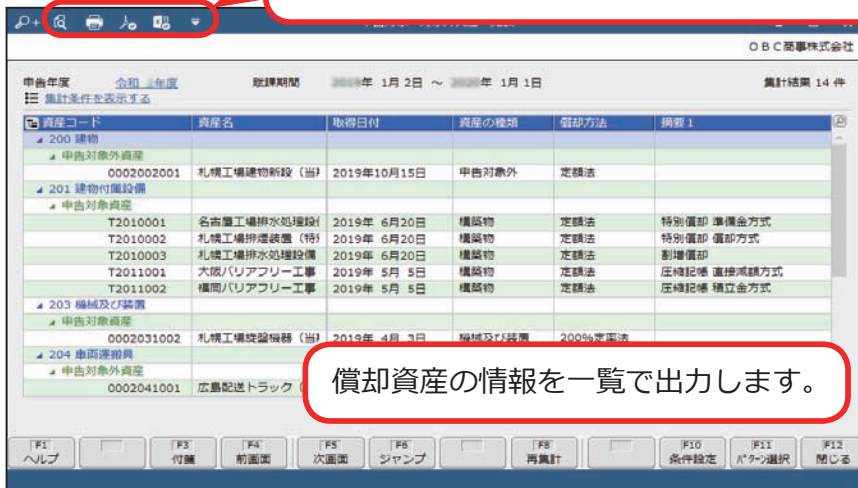 OBC商事株式会社
申告年度 令和 年度 賦課期間 年 1月 2日 ～ 年 1月 1日 集計結果 14 件
集計条件を表示する
資産コード 資産名 取得日付 資産の種類 償却方法 摘要1
200 建物
申告対象外資産
0002002001 札幌工場建物新設（当 2019年10月15日 申告対象外 定額法
201 建物付属設備
申告対象資産
T2010001 名古屋工場排水処理設 2019年 6月20日 構築物 定額法 特別償却 準備金方式
T2010002 札幌工場排煙装置（特 2019年 6月20日 構築物 定額法 特別償却 償却方式
T2010003 札幌工場排水処理設備 2019年 6月20日 構築物 定額法 割増償却
T2011001 大阪バリアフリー工事 2019年 5月 5日 構築物 定額法 圧縮記帳 直接減額方式
T2011002 福岡バリアフリー工事 2019年 5月 5日 構築物 定額法 圧縮記帳 積立金方式
203 機械及び装置
申告対象資産
0002031002 札幌工場旋盤機器（当 2019年 4月 3日 機械及び装置 200%定率法
204 車両運搬具
申告対象外資産
0002041001 広島配送トラック
償却資産の情報を一覧で出力します。
F1 F3 F4 F5 F6 F8 F10 F11 F12
ヘルプ 付箋 前画面 次画面 ジャンプ 再集計 条件設定 ﾊﾟﾀｰﾝ選択 閉じる